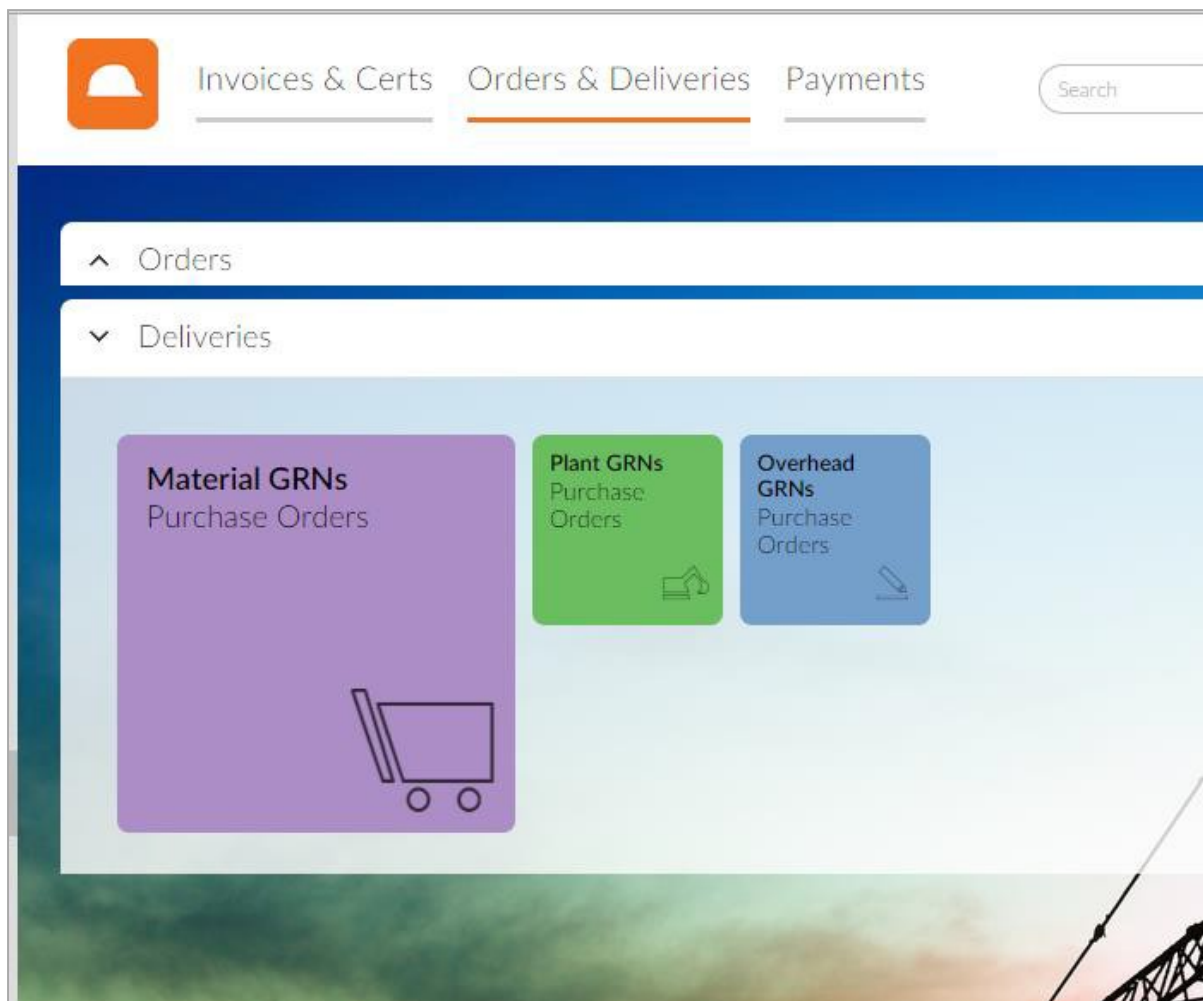 Invoices & Certs Orders & Deliveries Payments Search
Orders
Deliveries
Material GRNs
Purchase Orders
Plant GRNs
Purchase
Orders
Overhead
GRNs
Purchase
Orders